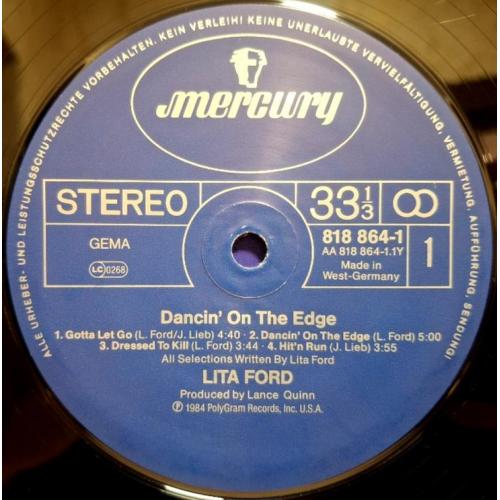 ALLE URHEBER- UND LEISTUNGSSCHUTZRECHTE VORBEHALTEN. KEIN VERLEIH! KEINE UNERLAUBTE VERVIELFÄLTIGUNG, VERMIETUNG, AUFFÜHRUNG, SENDUNG!
mercury
STEREO
33 1/3
GEMA
LC 0268
818 864-1
AA 818 864-1.1Y
Made in
West-Germany
1
Dancin' On The Edge
1. Gotta Let Go (L. Ford/J. Lieb) 4:40 · 2. Dancin' On The Edge (L. Ford) 5:00
3. Dressed To Kill (L. Ford) 3:44 · 4. Hit'n Run (J. Lieb) 3:55
All Selections Written By Lita Ford
LITA FORD
Produced by Lance Quinn
℗ 1984 PolyGram Records, Inc. U.S.A.